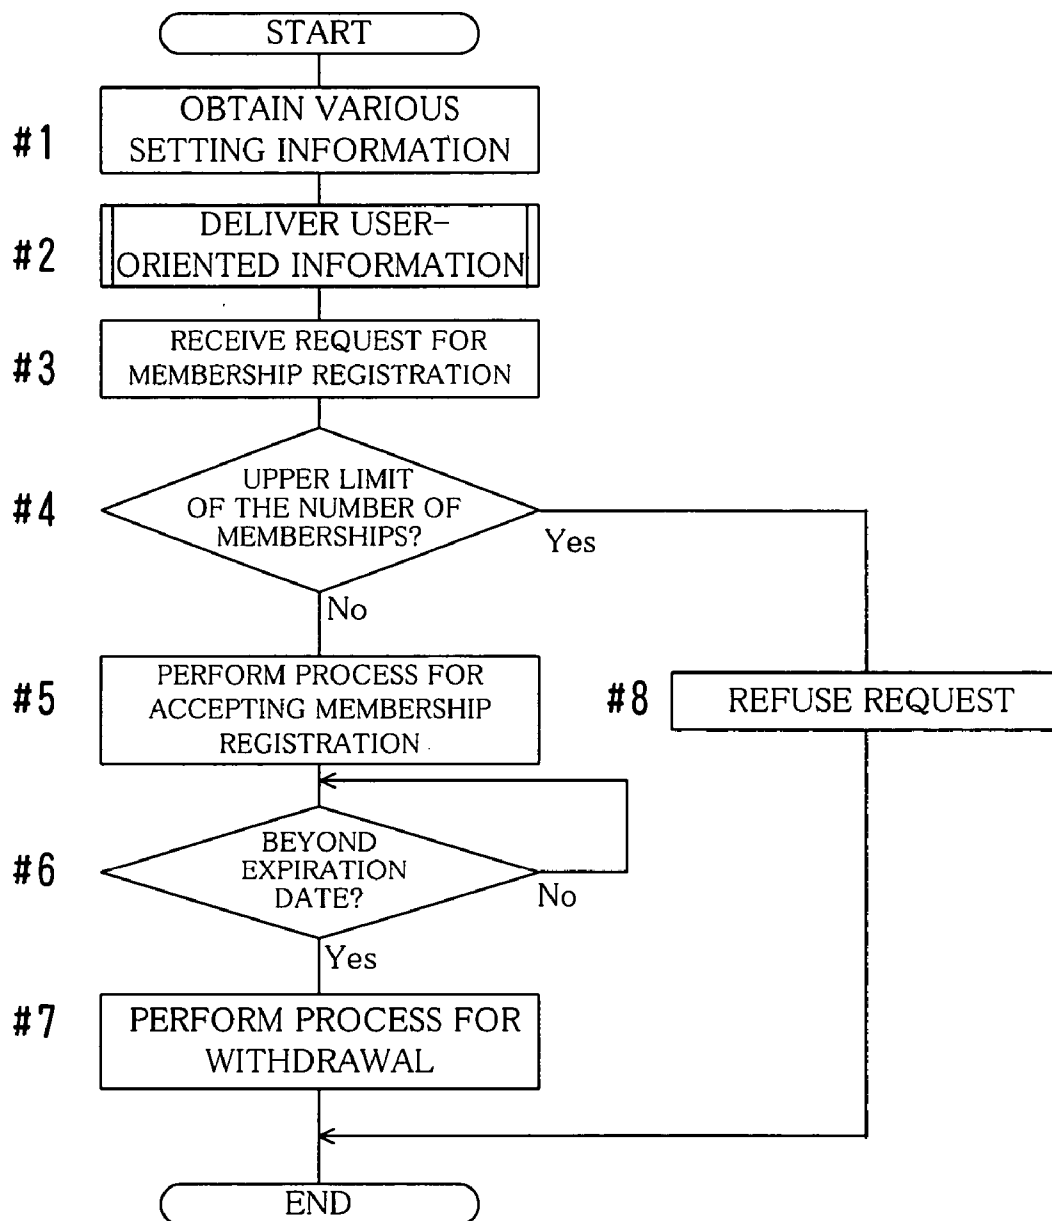 START
#1
OBTAIN VARIOUS
SETTING INFORMATION
#2
DELIVER USER-
ORIENTED INFORMATION
#3
RECEIVE REQUEST FOR
MEMBERSHIP REGISTRATION
#4
UPPER LIMIT
OF THE NUMBER OF
MEMBERSHIPS?
Yes
No
#5
PERFORM PROCESS FOR
ACCEPTING MEMBERSHIP
REGISTRATION
#8
REFUSE REQUEST
#6
BEYOND
EXPIRATION
DATE?
No
Yes
#7
PERFORM PROCESS FOR
WITHDRAWAL
END